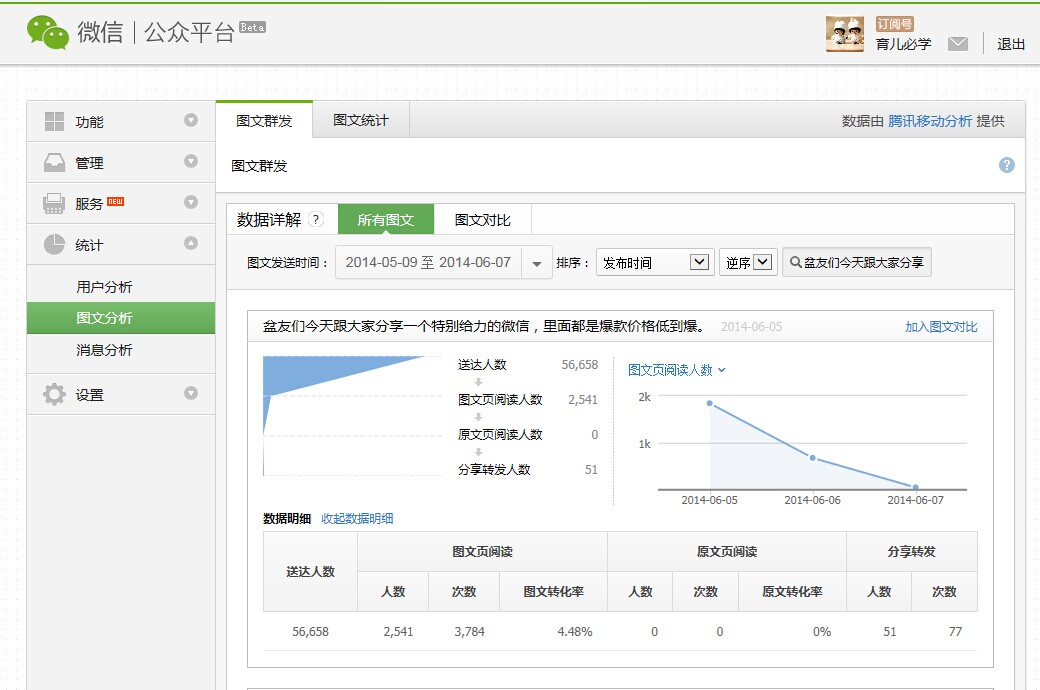 微信 | 公众平台 Beta
订阅号
育儿必学
退出
功能
管理
服务 NEW
统计
用户分析
图文分析
消息分析
设置
图文群发 图文统计 数据由 腾讯移动分析 提供
图文群发 ?
数据详解 ? 所有图文 图文对比
图文发送时间： 2014-05-09 至 2014-06-07 排序： 发布时间 逆序 盆友们今天跟大家分享
盆友们今天跟大家分享一个特别给力的微信，里面都是爆款价格低到爆。 2014-06-05 加入图文对比
送达人数 56,658
图文页阅读人数 2,541
原文页阅读人数 0
分享转发人数 51
图文页阅读人数
2k
1k
2014-06-05 2014-06-06 2014-06-07
数据明细 收起数据明细
送达人数 图文页阅读 原文页阅读 分享转发
人数 次数 图文转化率 人数 次数 原文转化率 人数 次数
56,658 2,541 3,784 4.48% 0 0 0% 51 77